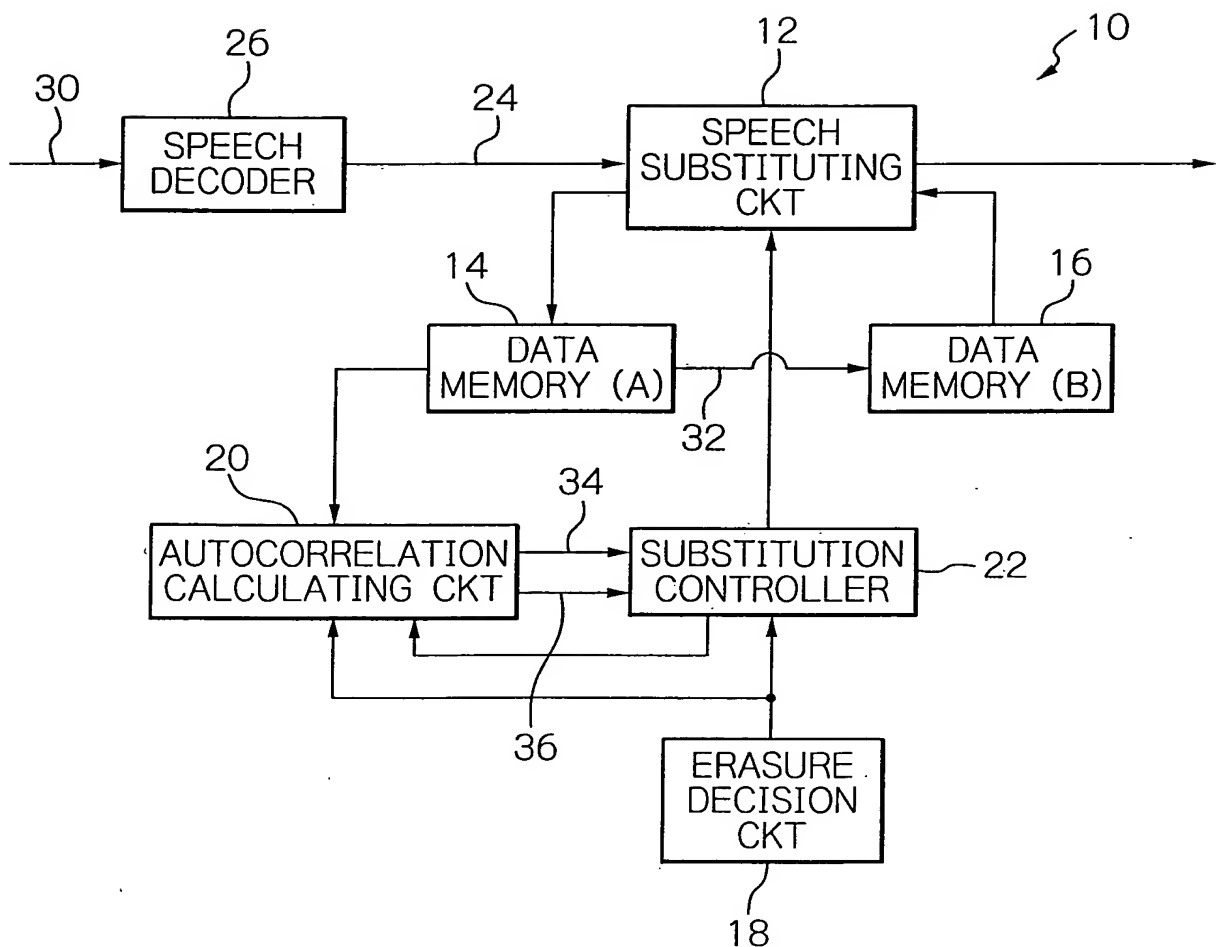 10
12
26
30
24
SPEECH
DECODER
SPEECH
SUBSTITUTING
CKT
14
16
DATA
MEMORY (A)
DATA
MEMORY (B)
32
20
34
AUTOCORRELATION
CALCULATING CKT
SUBSTITUTION
CONTROLLER
22
36
ERASURE
DECISION
CKT
18